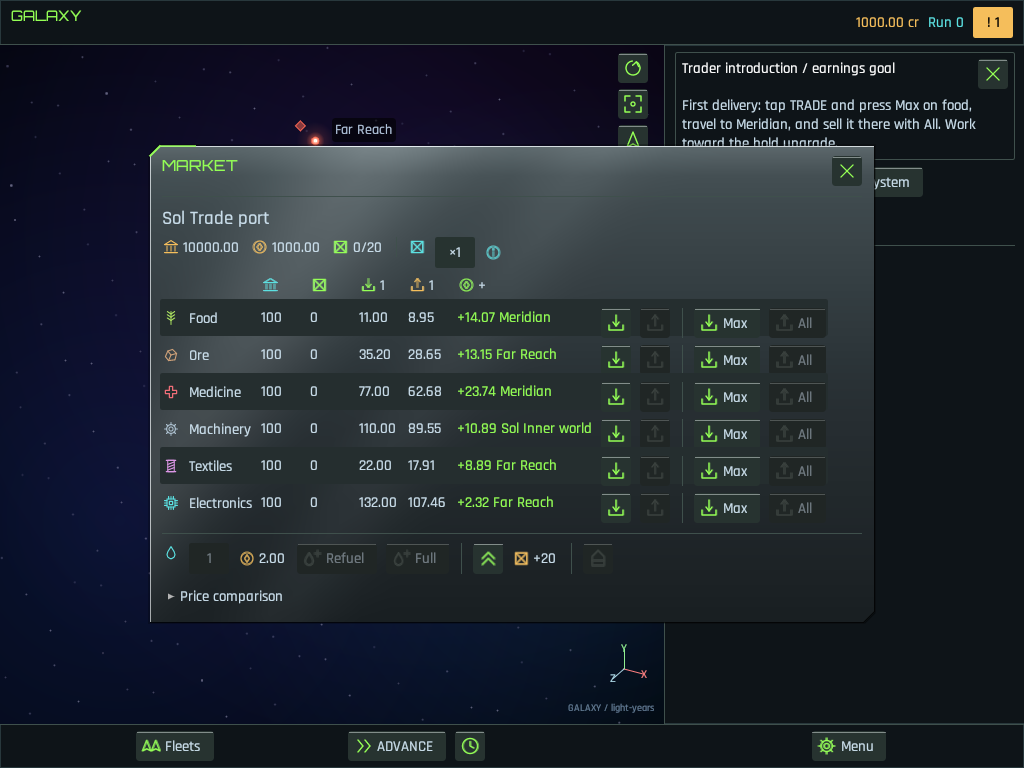 GALAXY
1000.00 cr Run 0 ! 1
Trader introduction / earnings goal
First delivery: tap TRADE and press Max on food,
travel to Meridian, and sell it there with All. Work
toward the hold upgrade.
Far Reach
ystem
MARKET
Sol Trade port
10000.00 1000.00 0/20 ×1
1 1 +
Food 100 0 11.00 8.95 +14.07 Meridian Max All
Ore 100 0 35.20 28.65 +13.15 Far Reach Max All
Medicine 100 0 77.00 62.68 +23.74 Meridian Max All
Machinery 100 0 110.00 89.55 +10.89 Sol Inner world Max All
Textiles 100 0 22.00 17.91 +8.89 Far Reach Max All
Electronics 100 0 132.00 107.46 +2.32 Far Reach Max All
1 2.00 Refuel Full +20
▸ Price comparison
Y
X
Z
GALAXY / light-years
Fleets ADVANCE Menu